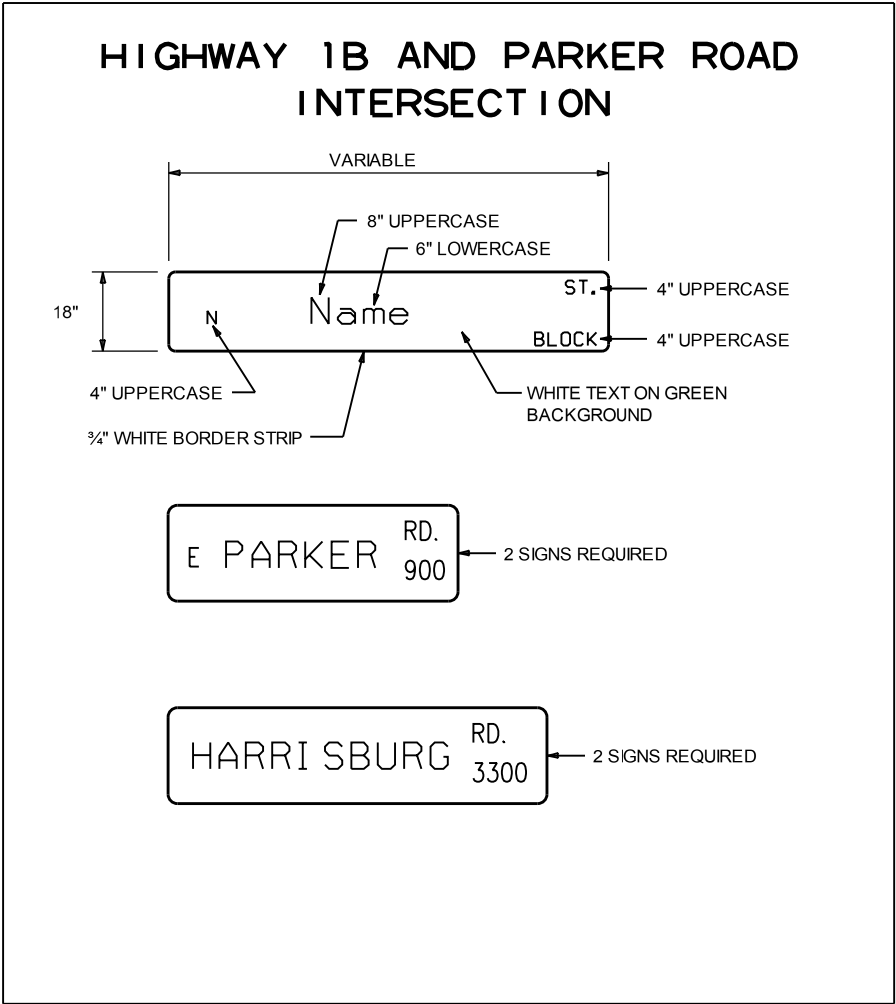 HIGHWAY 1B AND PARKER ROAD
INTERSECTION
VARIABLE
8" UPPERCASE
6" LOWERCASE
18"
N
Name
ST.
4" UPPERCASE
BLOCK
4" UPPERCASE
4" UPPERCASE
WHITE TEXT ON GREEN
BACKGROUND
¾" WHITE BORDER STRIP
E PARKER
RD.
900
2 SIGNS REQUIRED
HARRISBURG
RD.
3300
2 SIGNS REQUIRED